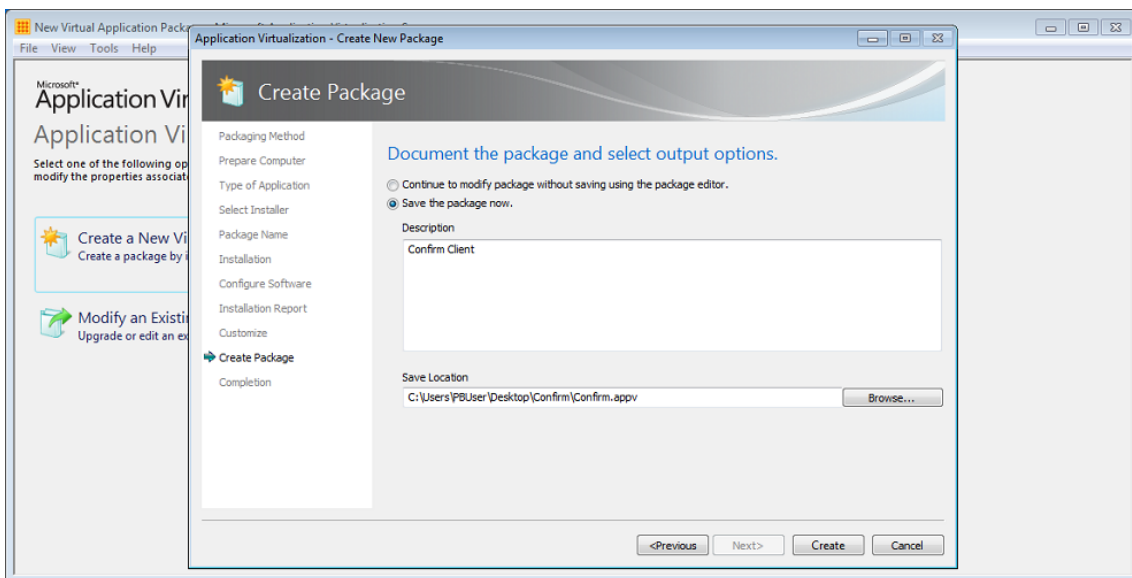 New Virtual Application Packa
File View Tools Help
Microsoft
Application Vir
Application Vi
Select one of the following op
modify the properties associat
Create a New Vi
Create a package by i
Modify an Existi
Upgrade or edit an ex
Application Virtualization - Create New Package
Create Package
Packaging Method
Prepare Computer
Type of Application
Select Installer
Package Name
Installation
Configure Software
Installation Report
Customize
Create Package
Completion
Document the package and select output options.
Continue to modify package without saving using the package editor.
Save the package now.
Description
Confirm Client
Save Location
C:\Users\PBUser\Desktop\Confirm\Confirm.appv
Browse...
<Previous
Next>
Create
Cancel